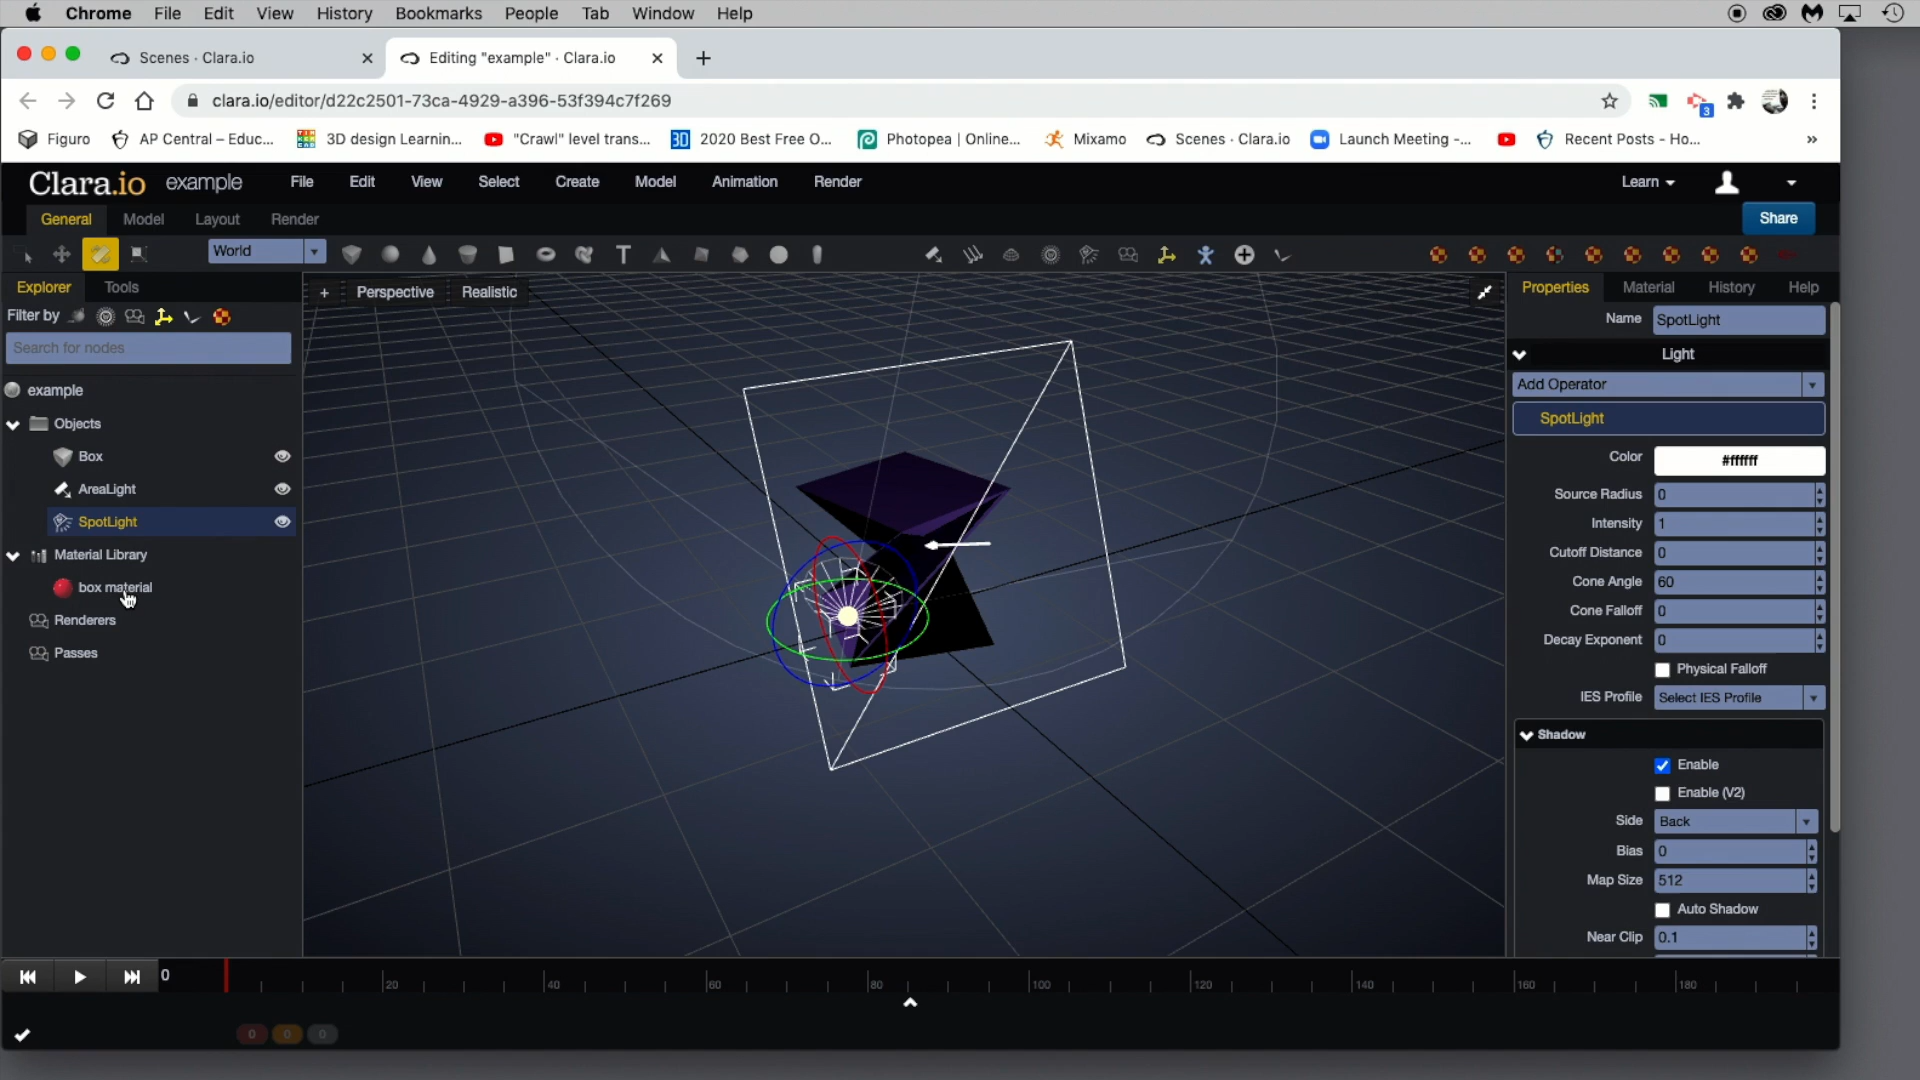 Chrome File Edit View History Bookmarks People Tab Window Help
Scenes · Clara.io
Editing "example" · Clara.io
clara.io/editor/d22c2501-73ca-4929-a396-53f394c7f269
3
Figuro
AP Central – Educ...
3D design Learnin...
"Crawl" level trans...
3D 2020 Best Free O...
Photopea | Online...
Mixamo
Scenes · Clara.io
Launch Meeting -...
Recent Posts - Ho...
»
Clara.io example File Edit View Select Create Model Animation Render Learn
General Model Layout Render Share
World
Explorer Tools
+ Perspective Realistic
Properties Material History Help
Filter by
Name SpotLight
Search for nodes
Light
example
Add Operator
Objects
SpotLight
Box
Color #ffffff
AreaLight
Source Radius 0
SpotLight
Intensity 1
Material Library
Cutoff Distance 0
box material
Cone Angle 60
Renderers
Cone Falloff 0
Passes
Decay Exponent 0
Physical Falloff
IES Profile Select IES Profile
Shadow
Enable
Enable (V2)
Side Back
Bias 0
Map Size 512
Auto Shadow
Near Clip 0.1
0 20 40 60 80 100 120 140 160 180
0 0 0